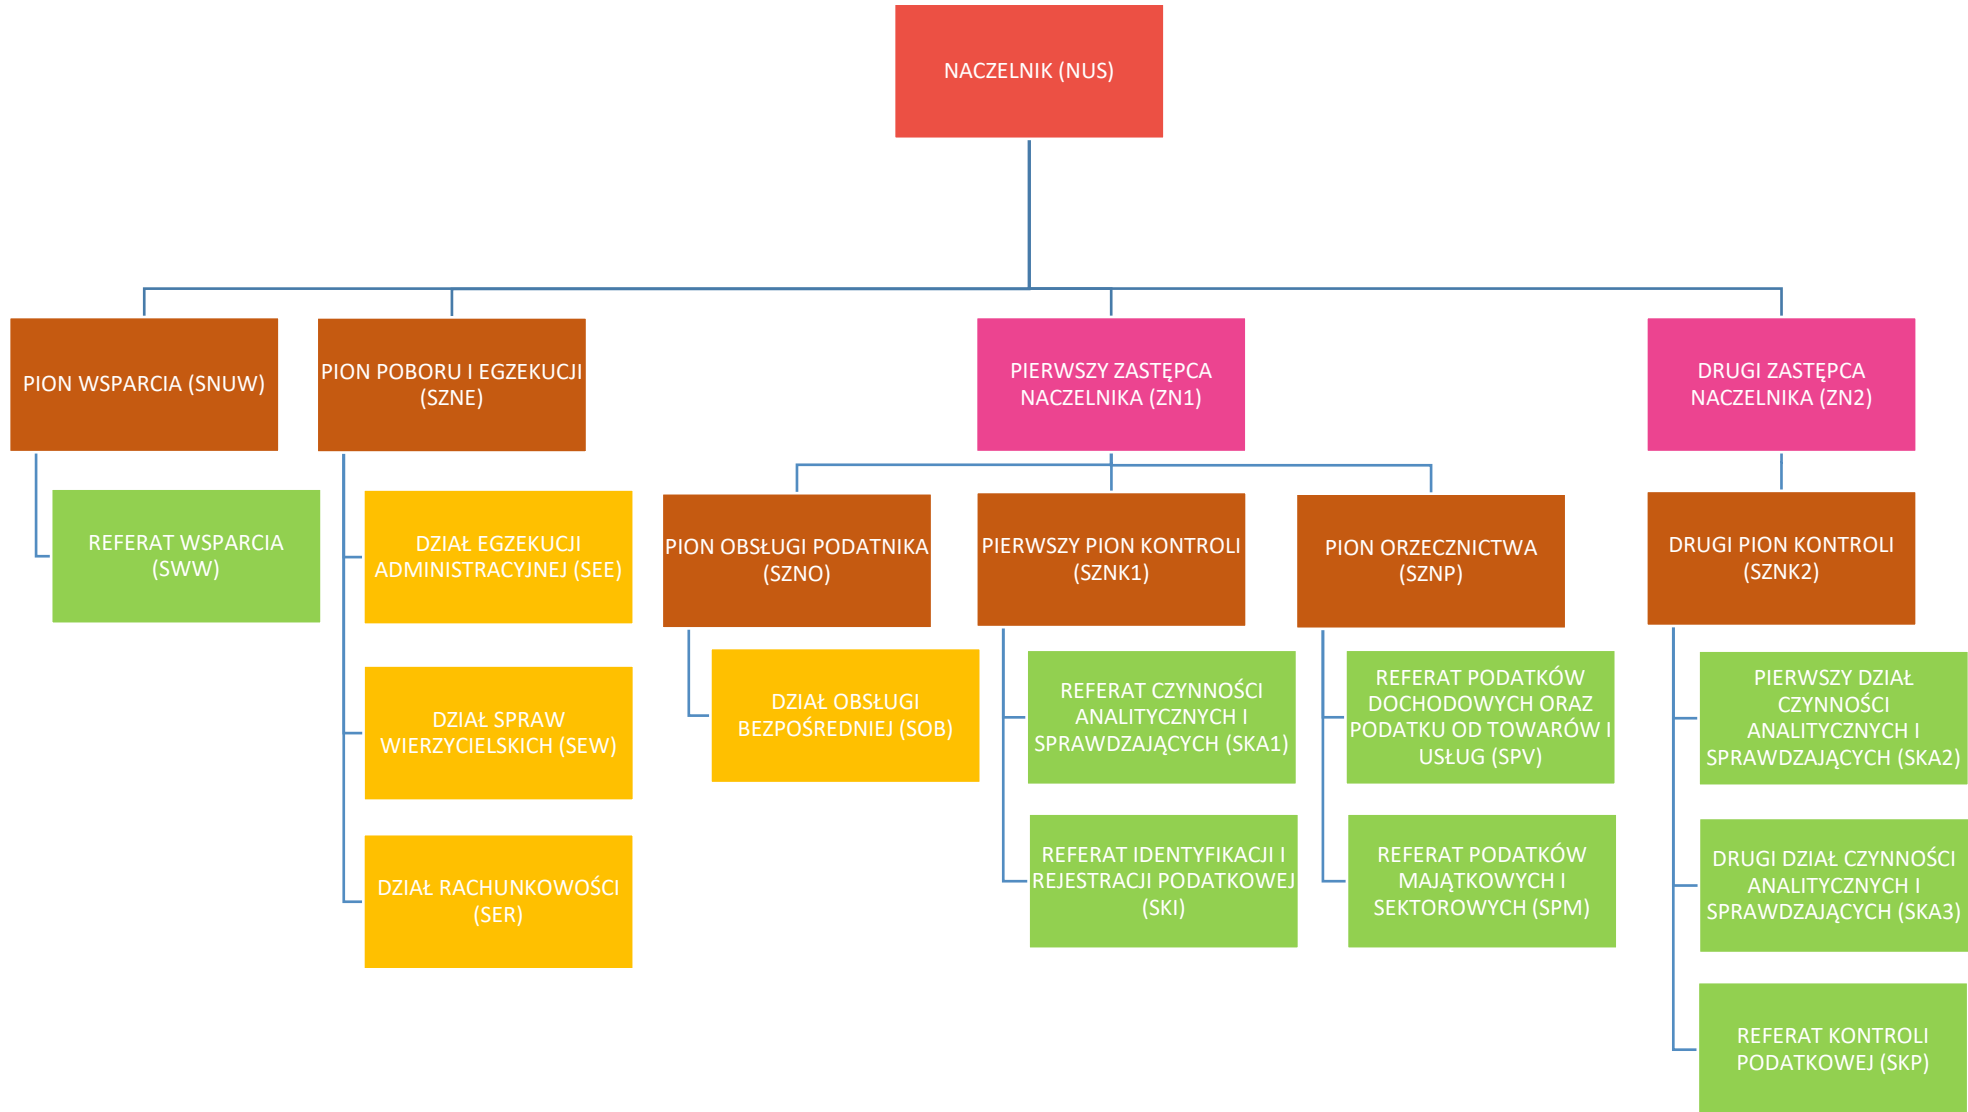 NACZELNIK (NUS)
PION WSPARCIA (SNUW)
PION POBORU I EGZEKUCJI
(SZNE)
PIERWSZY ZASTĘPCA
NACZELNIKA (ZN1)
DRUGI ZASTĘPCA
NACZELNIKA (ZN2)
REFERAT WSPARCIA
(SWW)
DZIAŁ EGZEKUCJI
ADMINISTRACYJNEJ (SEE)
DZIAŁ SPRAW
WIERZYCIELSKICH (SEW)
DZIAŁ RACHUNKOWOŚCI
(SER)
PION OBSŁUGI PODATNIKA
(SZNO)
DZIAŁ OBSŁUGI
BEZPOŚREDNIEJ (SOB)
PIERWSZY PION KONTROLI
(SZNK1)
REFERAT CZYNNOŚCI
ANALITYCZNYCH I
SPRAWDZAJĄCYCH (SKA1)
REFERAT IDENTYFIKACJI I
REJESTRACJI PODATKOWEJ
(SKI)
PION ORZECZNICTWA
(SZNP)
REFERAT PODATKÓW
DOCHODOWYCH ORAZ
PODATKU OD TOWARÓW I
USŁUG (SPV)
REFERAT PODATKÓW
MAJĄTKOWYCH I
SEKTOROWYCH (SPM)
DRUGI PION KONTROLI
(SZNK2)
PIERWSZY DZIAŁ
CZYNNOŚCI
ANALITYCZNYCH I
SPRAWDZAJĄCYCH (SKA2)
DRUGI DZIAŁ CZYNNOŚCI
ANALITYCZNYCH I
SPRAWDZAJĄCYCH (SKA3)
REFERAT KONTROLI
PODATKOWEJ (SKP)